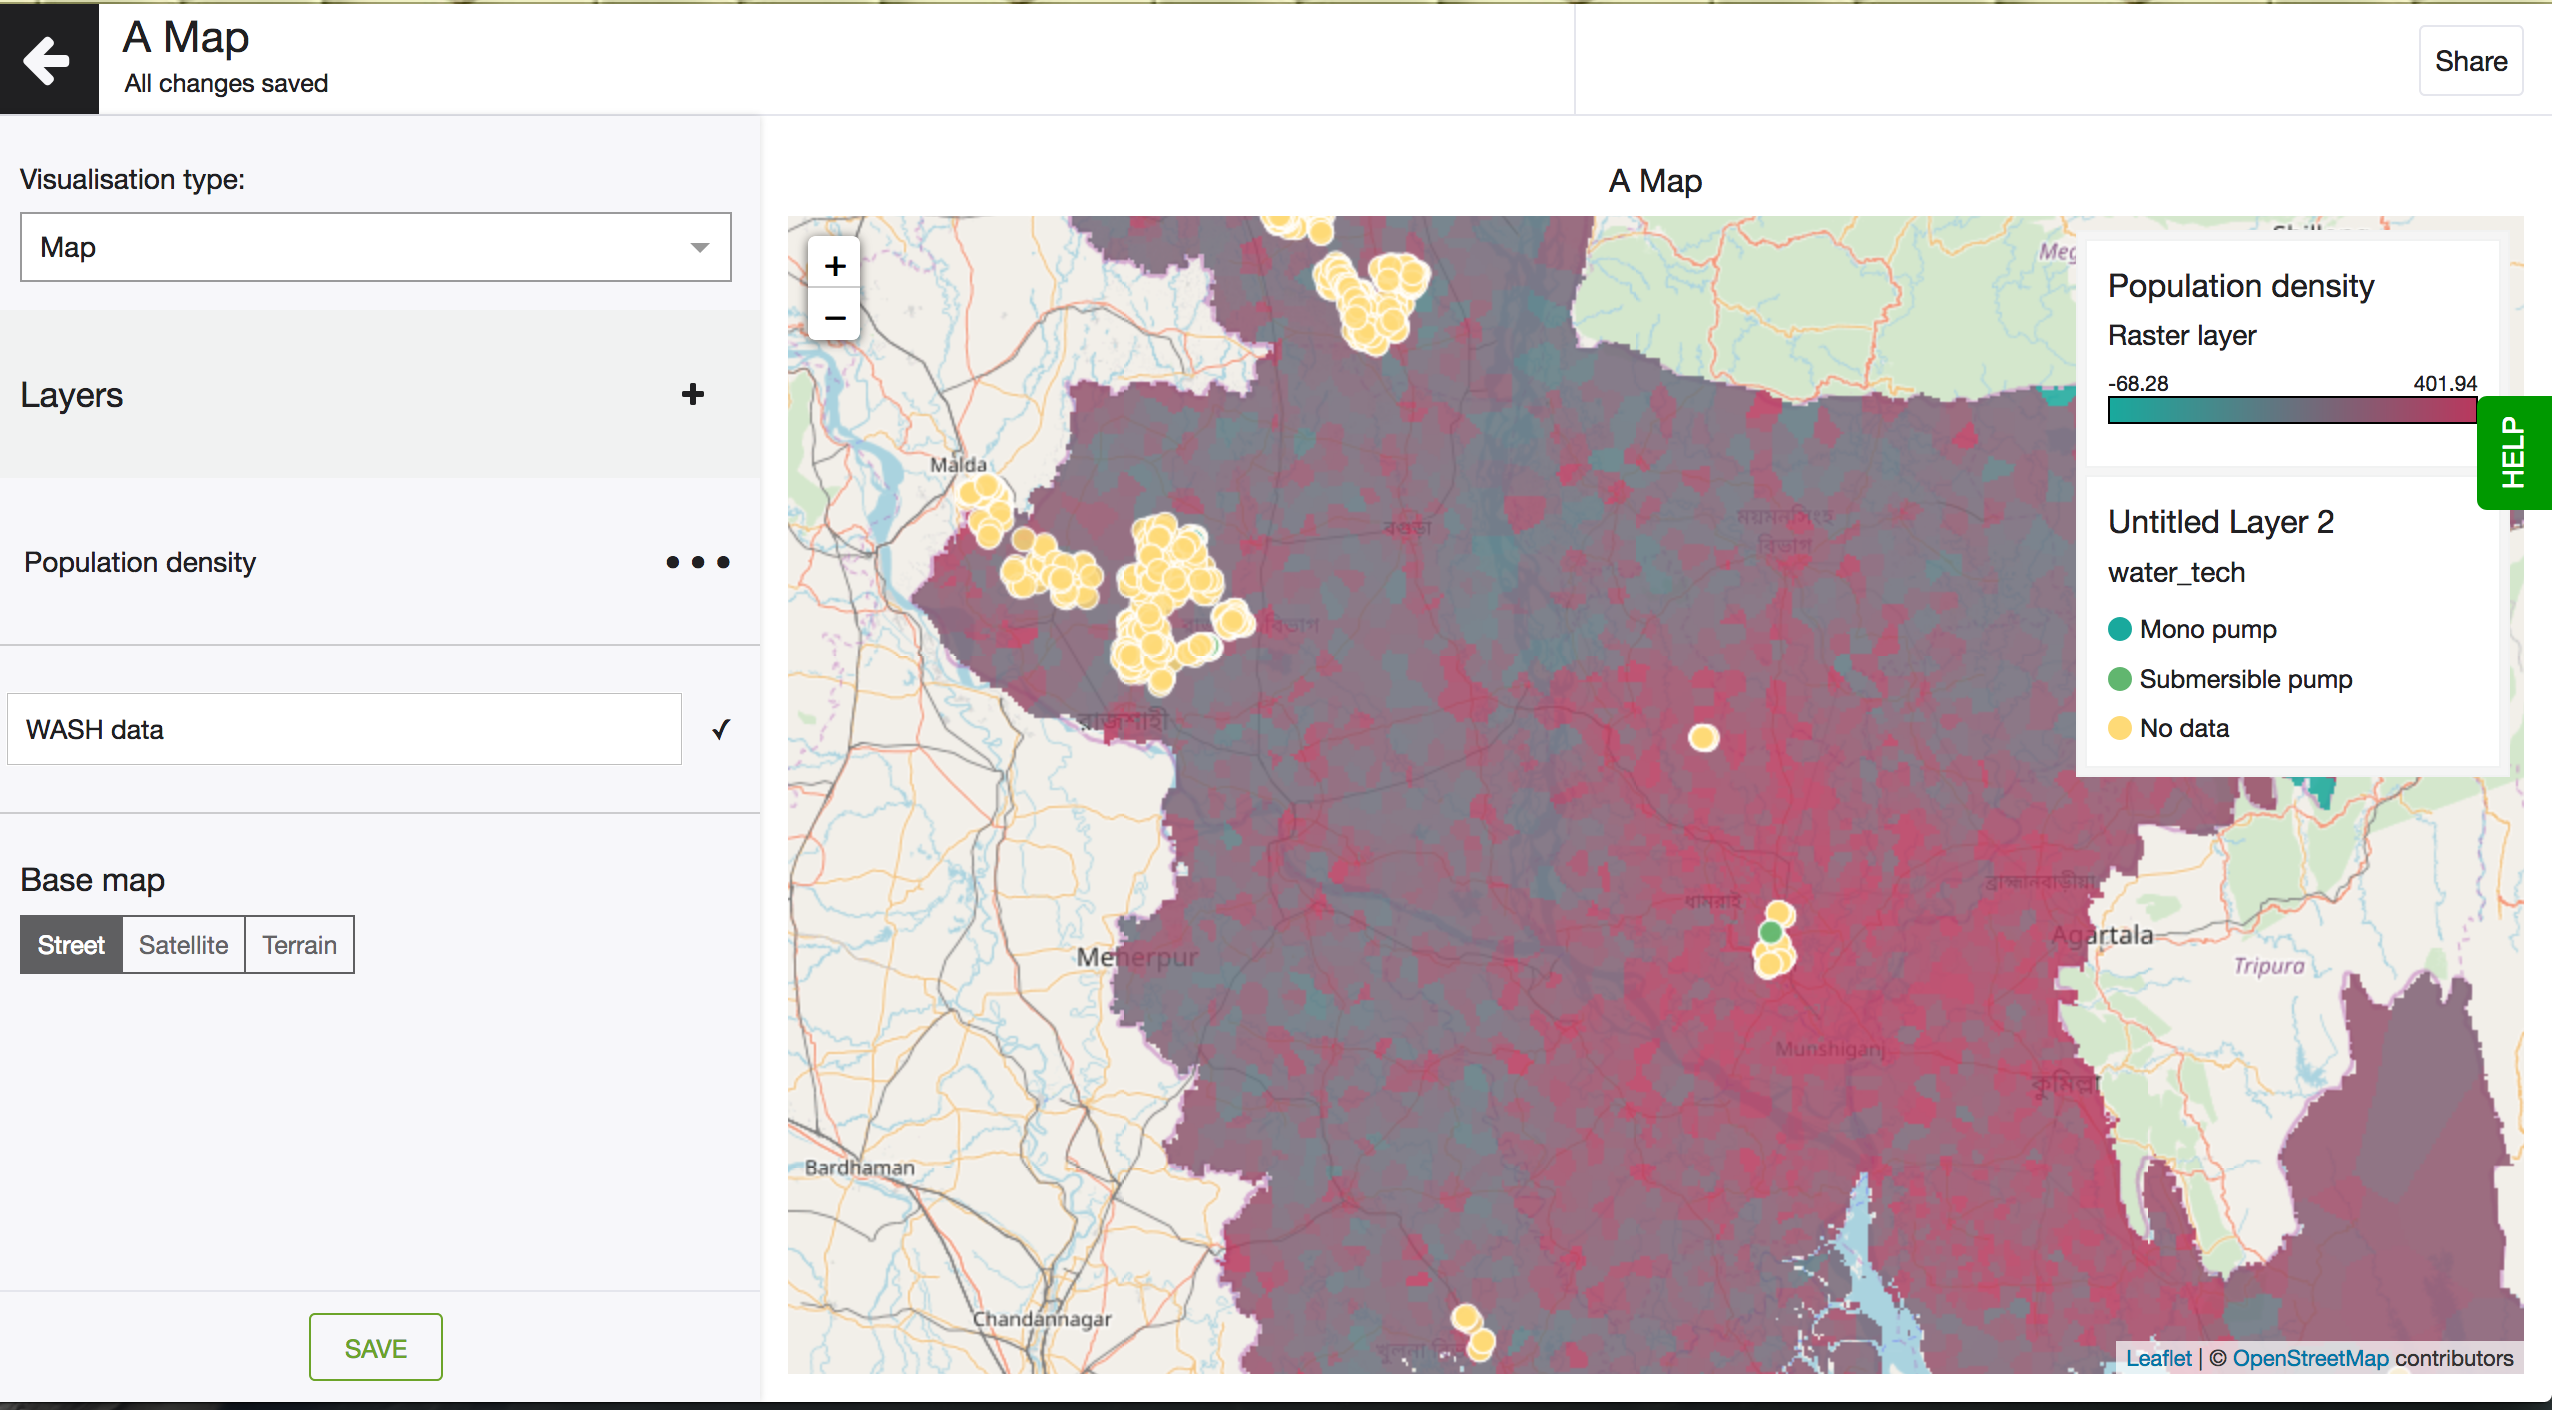 A Map
All changes saved
Share
Visualisation type:
Map
Layers
Population density
WASH data
Base map
Street
Satellite
Terrain
SAVE
A Map
+
−
Population density
Raster layer
-68.28
401.94
HELP
Untitled Layer 2
water_tech
Mono pump
Submersible pump
No data
Malda
বগুড়া
ময়মনসিংহ
বিভাগ
বিভাগ
রাজশাহী
ধামরাই
ব্রাহ্মণবাড়ীয়া
Meherpur
Agartala
Tripura
Munshiganj
কুমিল্লা
Bardhaman
Chandannagar
খুলনা
Leaflet | © OpenStreetMap contributors